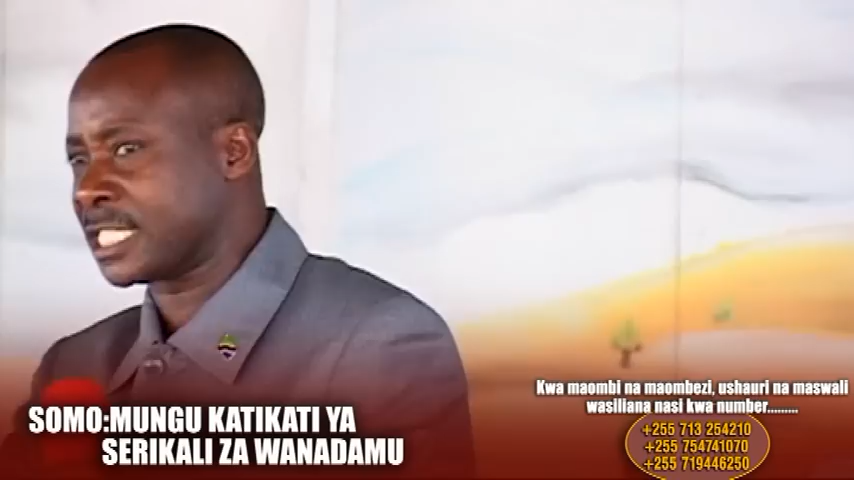 SOMO:MUNGU KATIKATI YA
SERIKALI ZA WANADAMU
Kwa maombi na maombezi, ushauri na maswali
wasiliana nasi kwa number.........
+255 713 254210
+255 754741070
+255 719446250